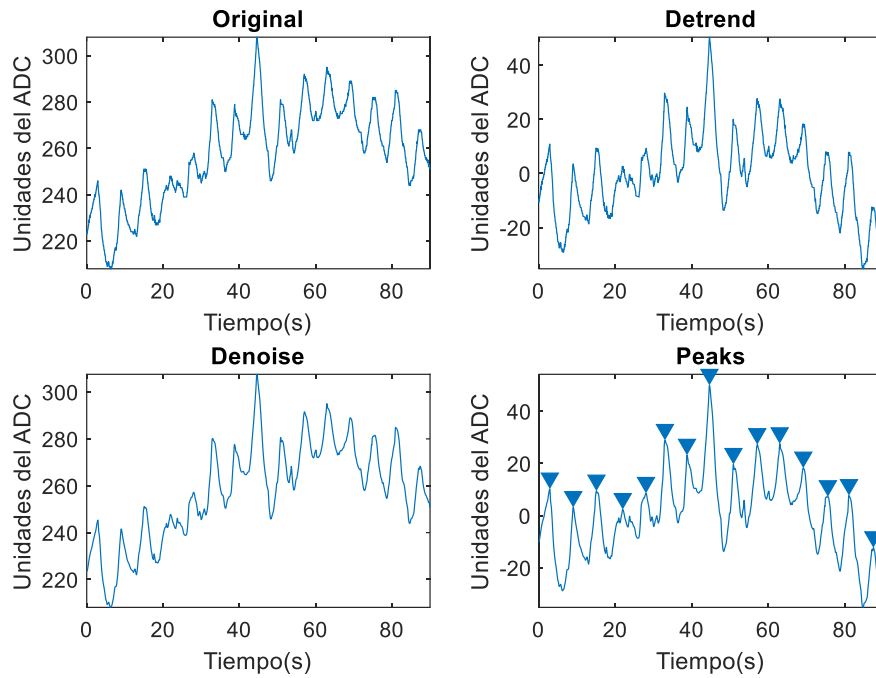 Original
Unidades del ADC
300
280
260
240
220
0 20 40 60 80
Tiempo(s)
Detrend
Unidades del ADC
40
20
0
-20
0 20 40 60 80
Tiempo(s)
Denoise
Unidades del ADC
300
280
260
240
220
0 20 40 60 80
Tiempo(s)
Peaks
Unidades del ADC
40
20
0
-20
0 20 40 60 80
Tiempo(s)